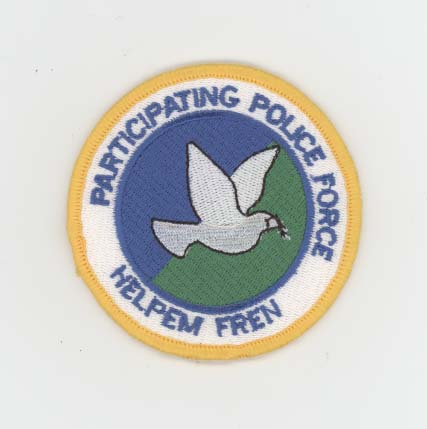 PARTICIPATING POLICE FORCE
HELPEM FREN